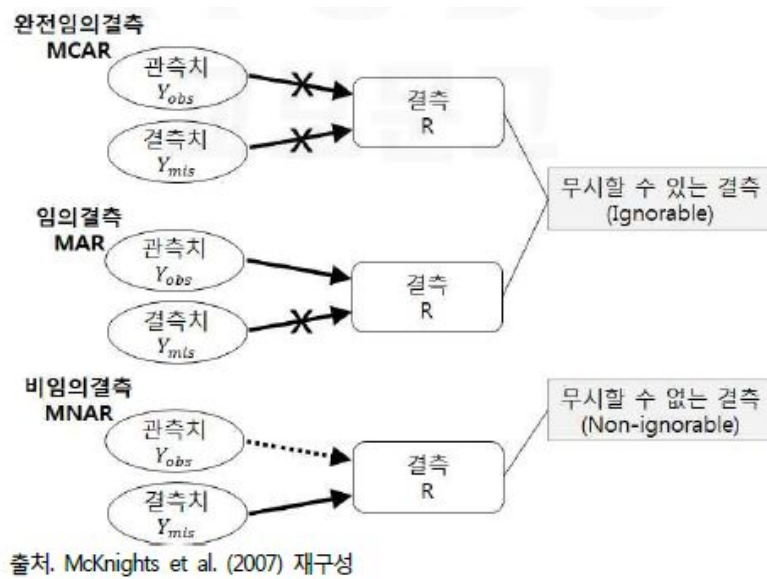 완전임의결측
MCAR
관측치
Y_obs
결측치
Y_mis
X
X
결측
R
무시할 수 있는 결측
(Ignorable)
임의결측
MAR
관측치
Y_obs
결측치
Y_mis
X
결측
R
비임의결측
MNAR
관측치
Y_obs
결측치
Y_mis
결측
R
무시할 수 없는 결측
(Non-ignorable)
출처. McKnights et al. (2007) 재구성